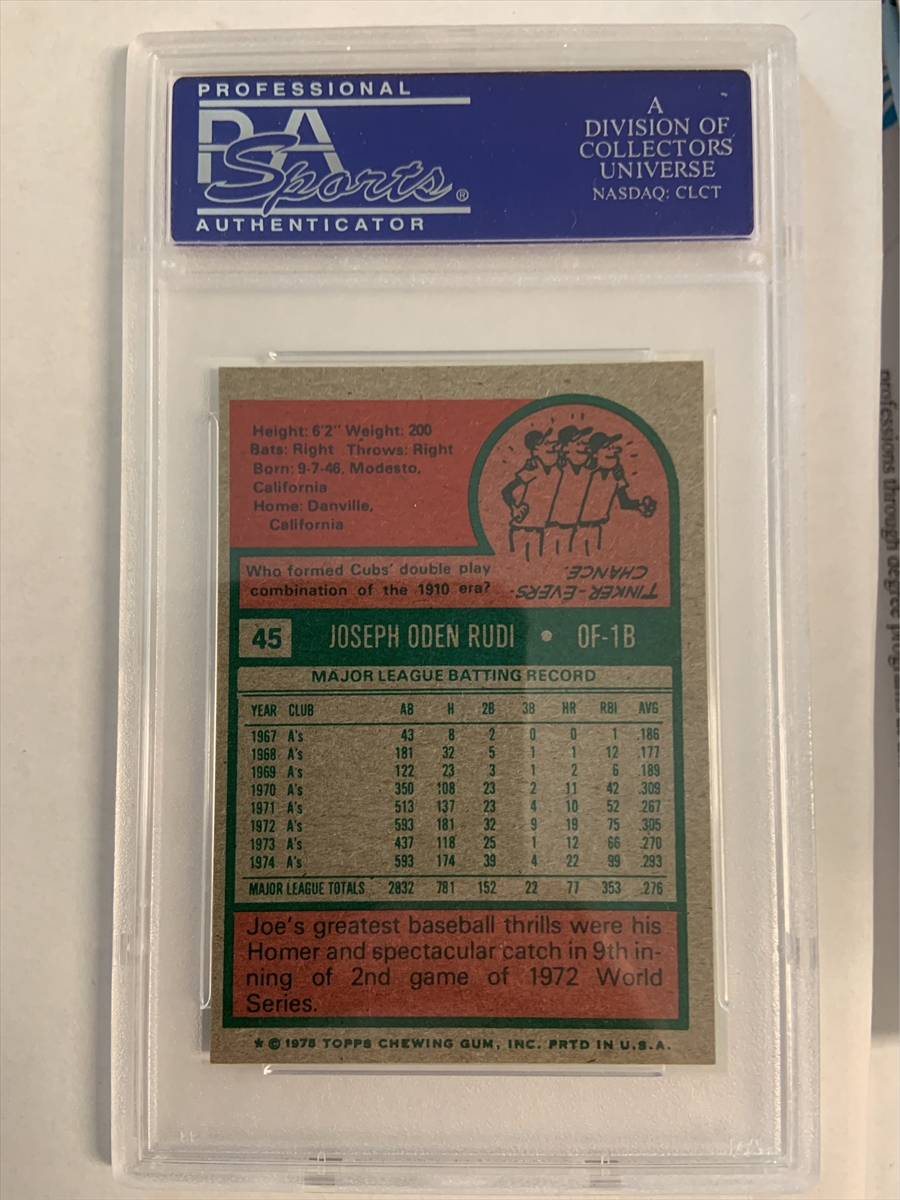 PROFESSIONAL
PSA
Sports®
AUTHENTICATOR
A
DIVISION OF
COLLECTORS
UNIVERSE
NASDAQ: CLCT
Height: 6'2" Weight: 200
Bats: Right Throws: Right
Born: 9-7-46, Modesto,
California
Home: Danville,
California
Who formed Cubs' double play
combination of the 1910 era?
TINKER-EVERS-
CHANCE.
45 JOSEPH ODEN RUDI • OF-1B
MAJOR LEAGUE BATTING RECORD
YEAR CLUB AB H 2B 3B HR RBI AVG
1967 A's 43 8 2 0 0 1 .186
1968 A's 181 32 5 1 1 12 .177
1969 A's 122 23 3 1 2 6 .189
1970 A's 350 108 23 2 11 42 .309
1971 A's 513 137 23 4 10 52 .267
1972 A's 593 181 32 9 19 75 .305
1973 A's 437 118 25 1 12 66 .270
1974 A's 593 174 39 4 22 99 .293
MAJOR LEAGUE TOTALS 2832 781 152 22 77 353 .276
Joe's greatest baseball thrills were his
Homer and spectacular catch in 9th in-
ning of 2nd game of 1972 World
Series.
★ © 1975 TOPPS CHEWING GUM, INC. PRTD IN U.S.A.
professions through degree